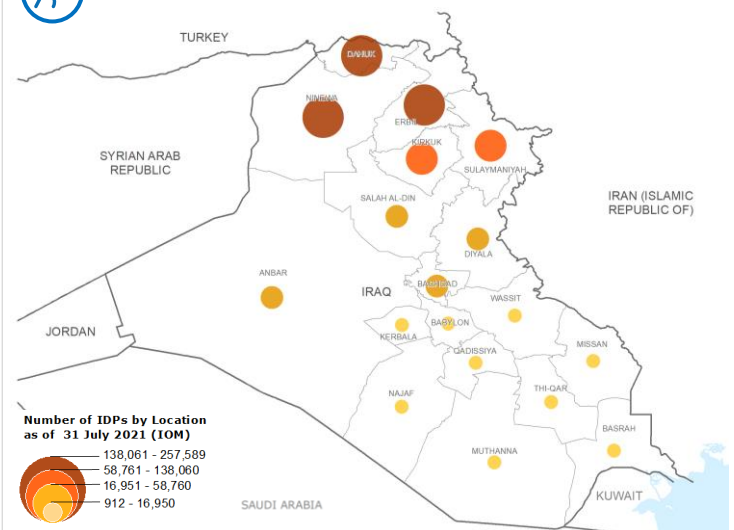 TURKEY
DAHUK
NINEWA
ERBIL
KIRKUK
SULAYMANIYAH
SYRIAN ARAB
REPUBLIC
SALAH AL-DIN
IRAN (ISLAMIC
REPUBLIC OF)
DIYALA
ANBAR
IRAQ
BAGHDAD
WASSIT
JORDAN
KERBALA
BABYLON
MISSAN
QADISSIYA
NAJAF
THI-QAR
BASRAH
MUTHANNA
KUWAIT
SAUDI ARABIA
Number of IDPs by Location
as of 31 July 2021 (IOM)
138,061 - 257,589
58,761 - 138,060
16,951 - 58,760
912 - 16,950